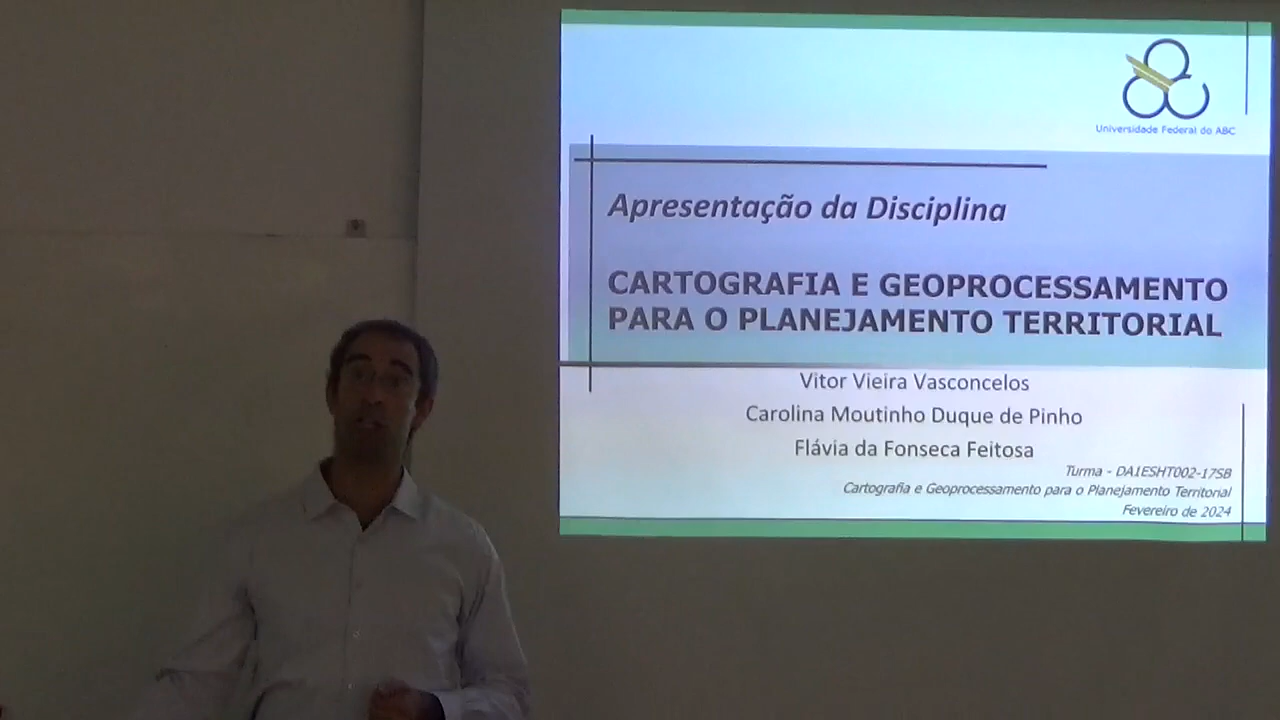 Universidade Federal do ABC
Apresentação da Disciplina
CARTOGRAFIA E GEOPROCESSAMENTO
PARA O PLANEJAMENTO TERRITORIAL
Vitor Vieira Vasconcelos
Carolina Moutinho Duque de Pinho
Flávia da Fonseca Feitosa
Turma - DA1ESHT002-17SB
Cartografia e Geoprocessamento para o Planejamento Territorial
Fevereiro de 2024